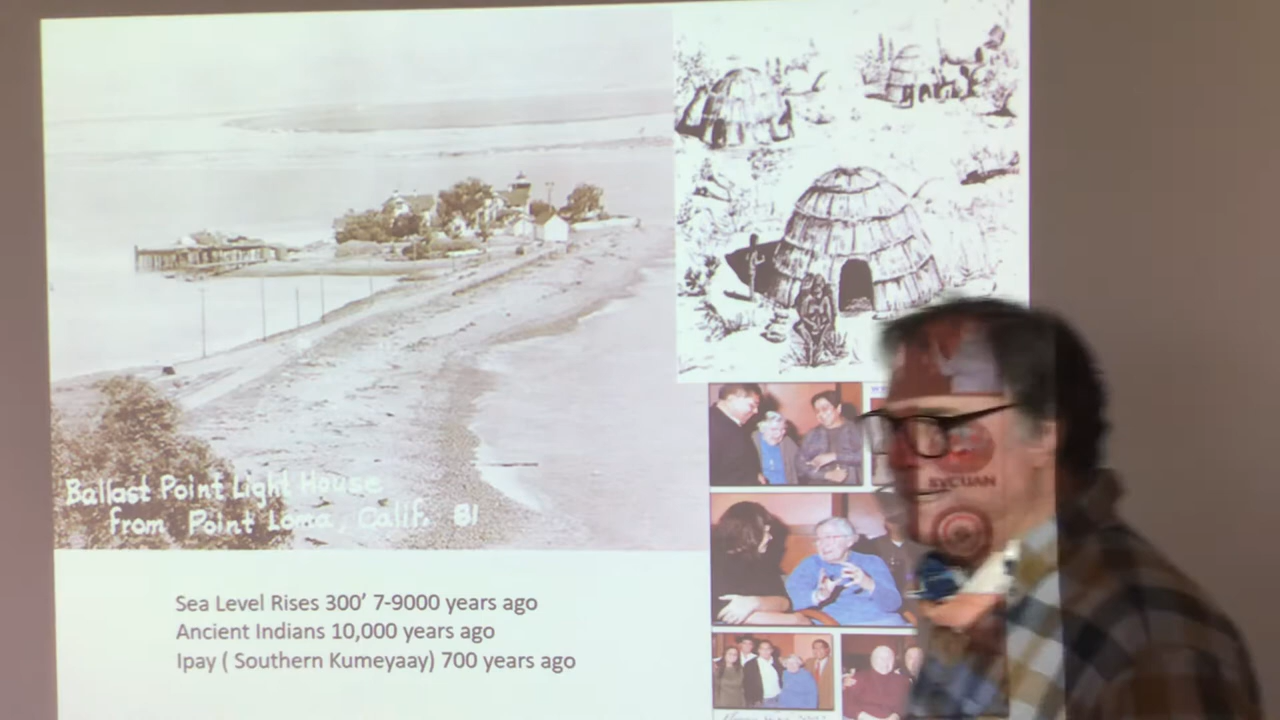 Ballast Point Light House
from Point Loma, Calif. 81
SYCUAN
Sea Level Rises 300' 7-9000 years ago
Ancient Indians 10,000 years ago
Ipay ( Southern Kumeyaay) 700 years ago